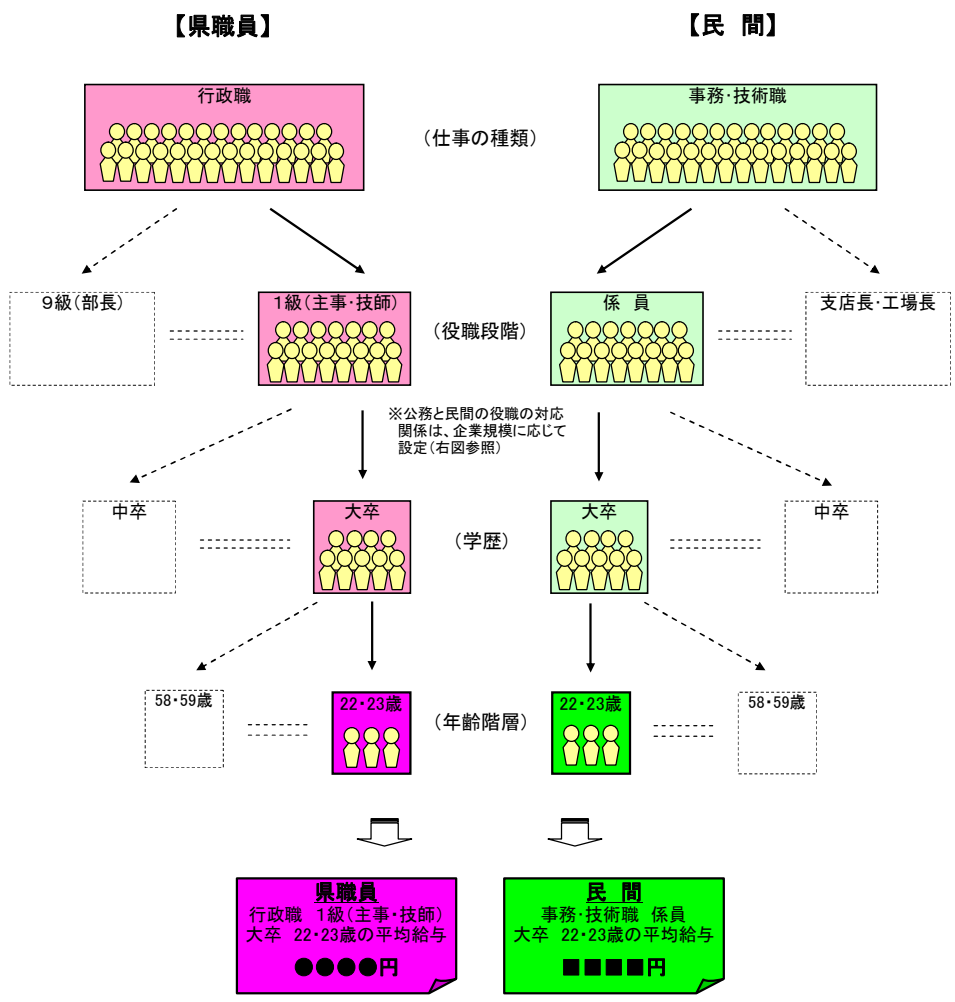 【県職員】
【民　間】
行政職
事務・技術職
（仕事の種類）
９級（部長）
１級（主事・技師）
（役職段階）
係　員
支店長・工場長
※公務と民間の役職の対応
関係は、企業規模に応じて
設定（右図参照）
中卒
大卒
（学歴）
大卒
中卒
58・59歳
22・23歳
（年齢階層）
22・23歳
58・59歳
県職員
行政職　１級（主事・技師）
大卒　22・23歳の平均給与
●●●●円
民　間
事務・技術職　係員
大卒　22・23歳の平均給与
■■■■円